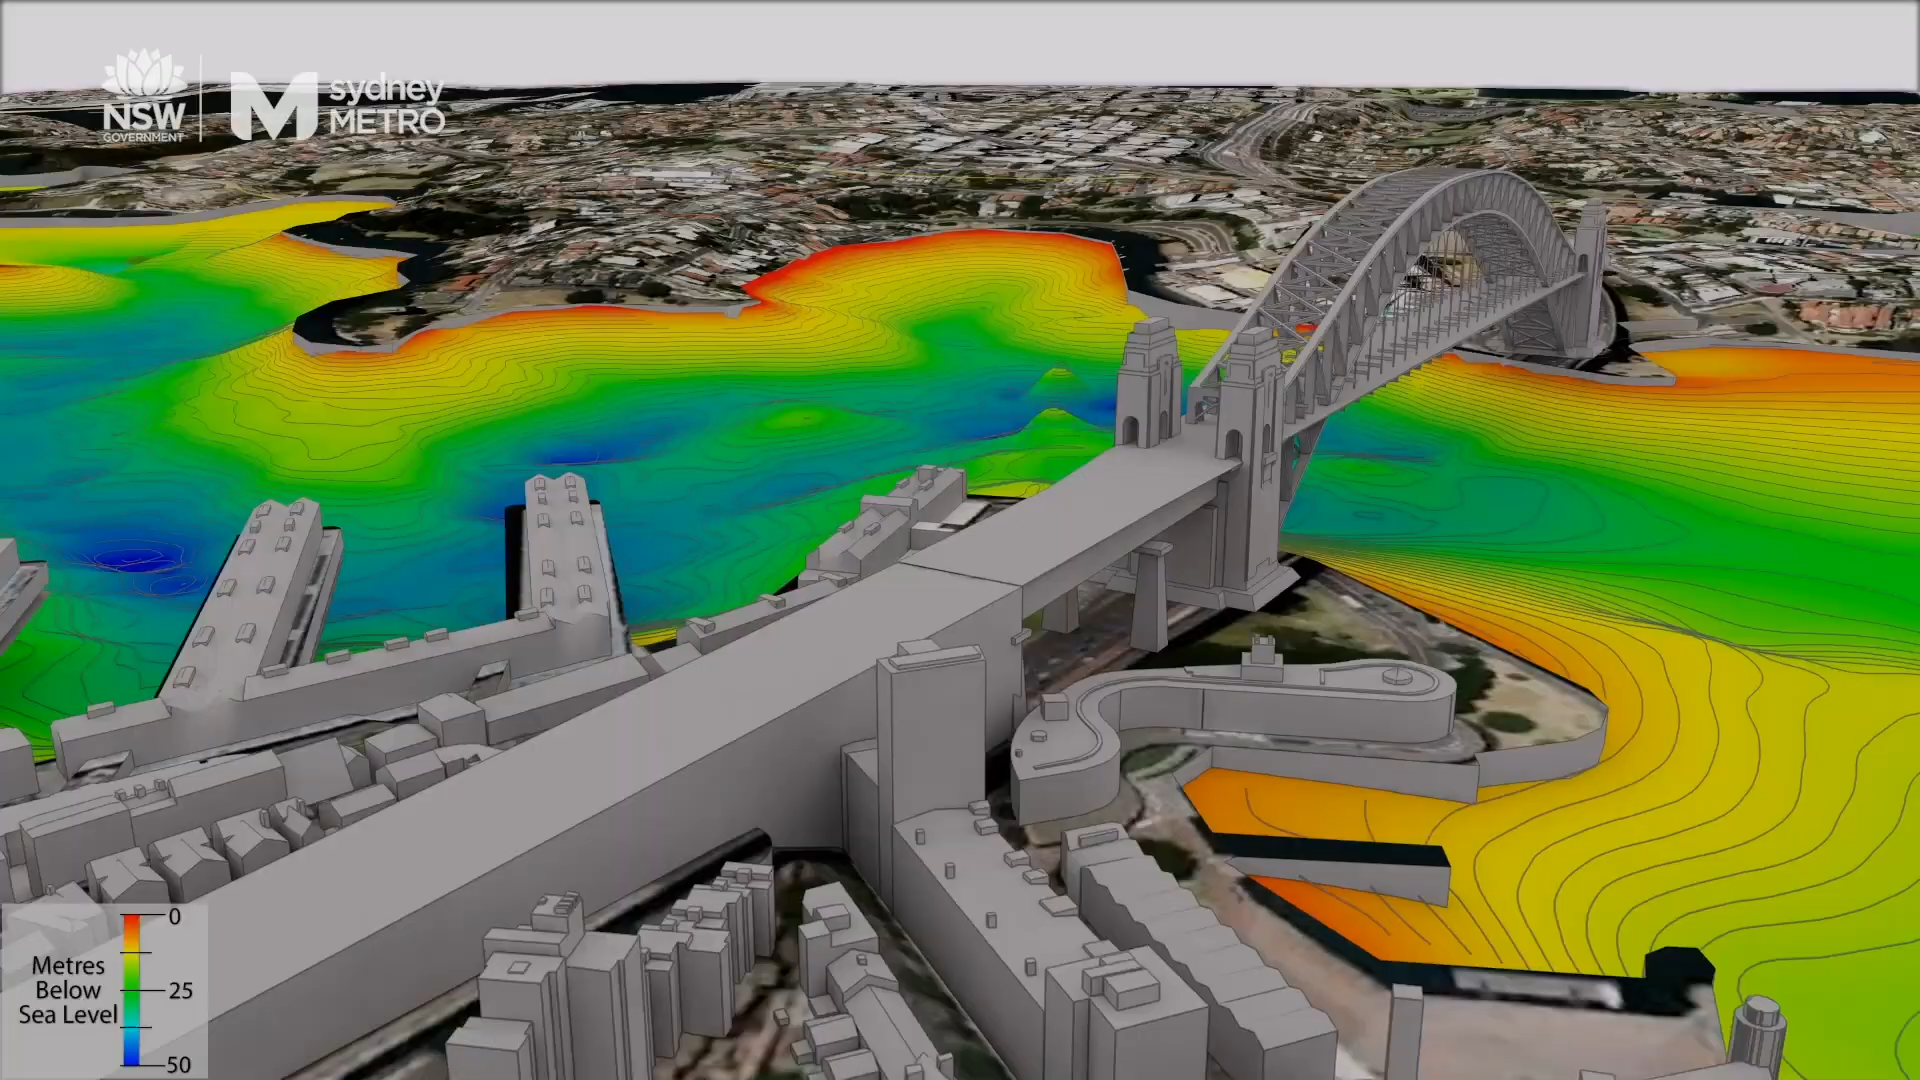 NSW
GOVERNMENT
sydney
METRO
0
Metres
Below
Sea Level
25
50